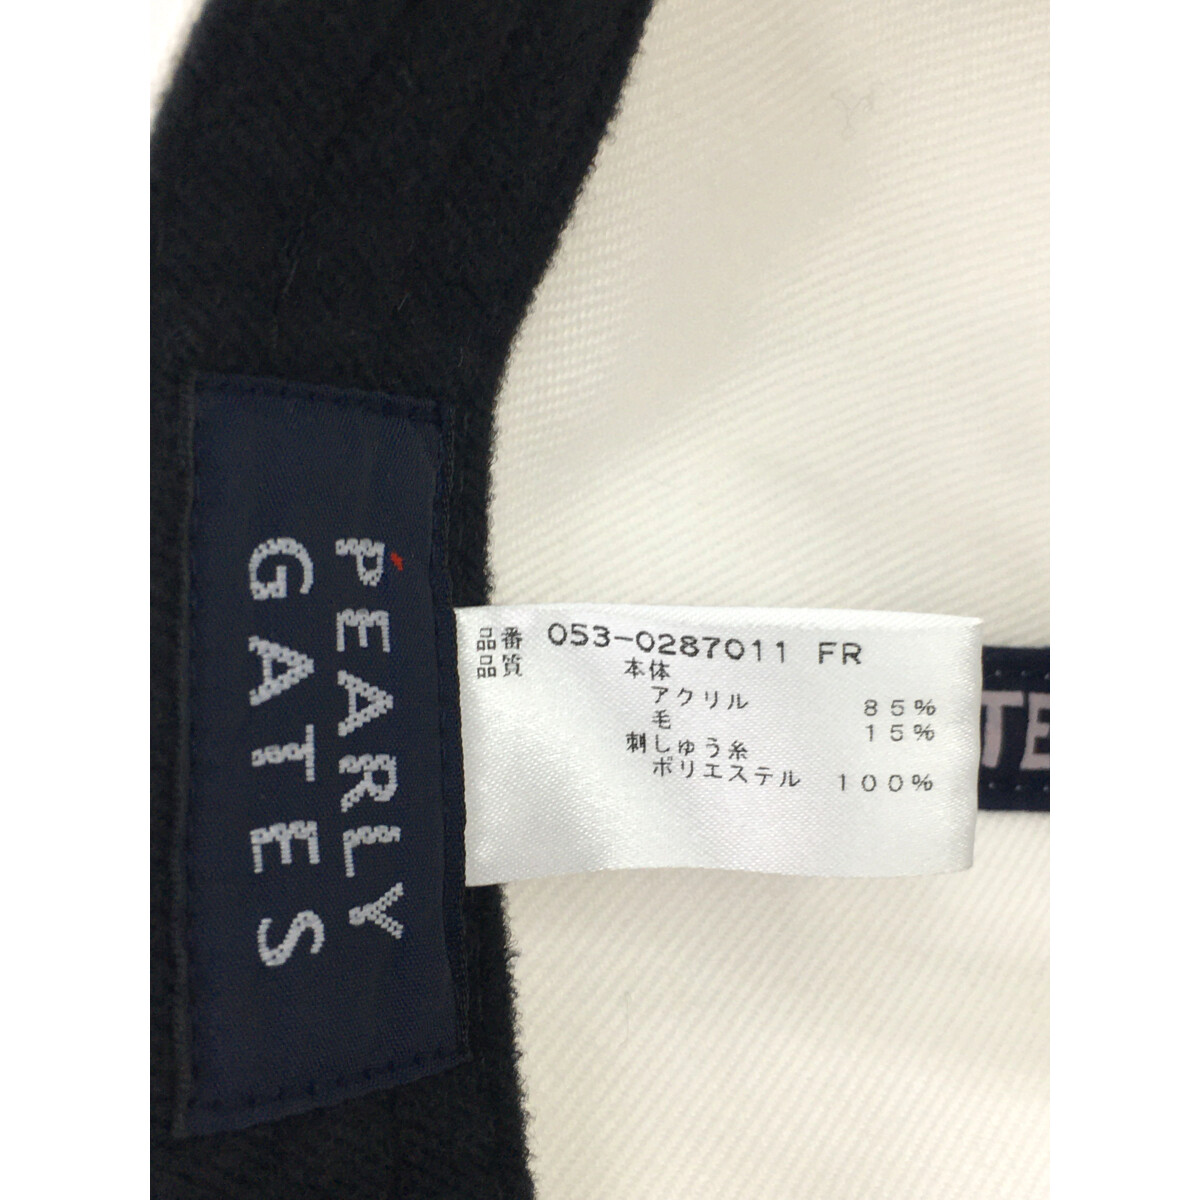 PEARLY
GATES
品番 053-0287011 FR
品質 本体
アクリル 85%
毛 15%
刺しゅう糸
ポリエステル 100%
TE